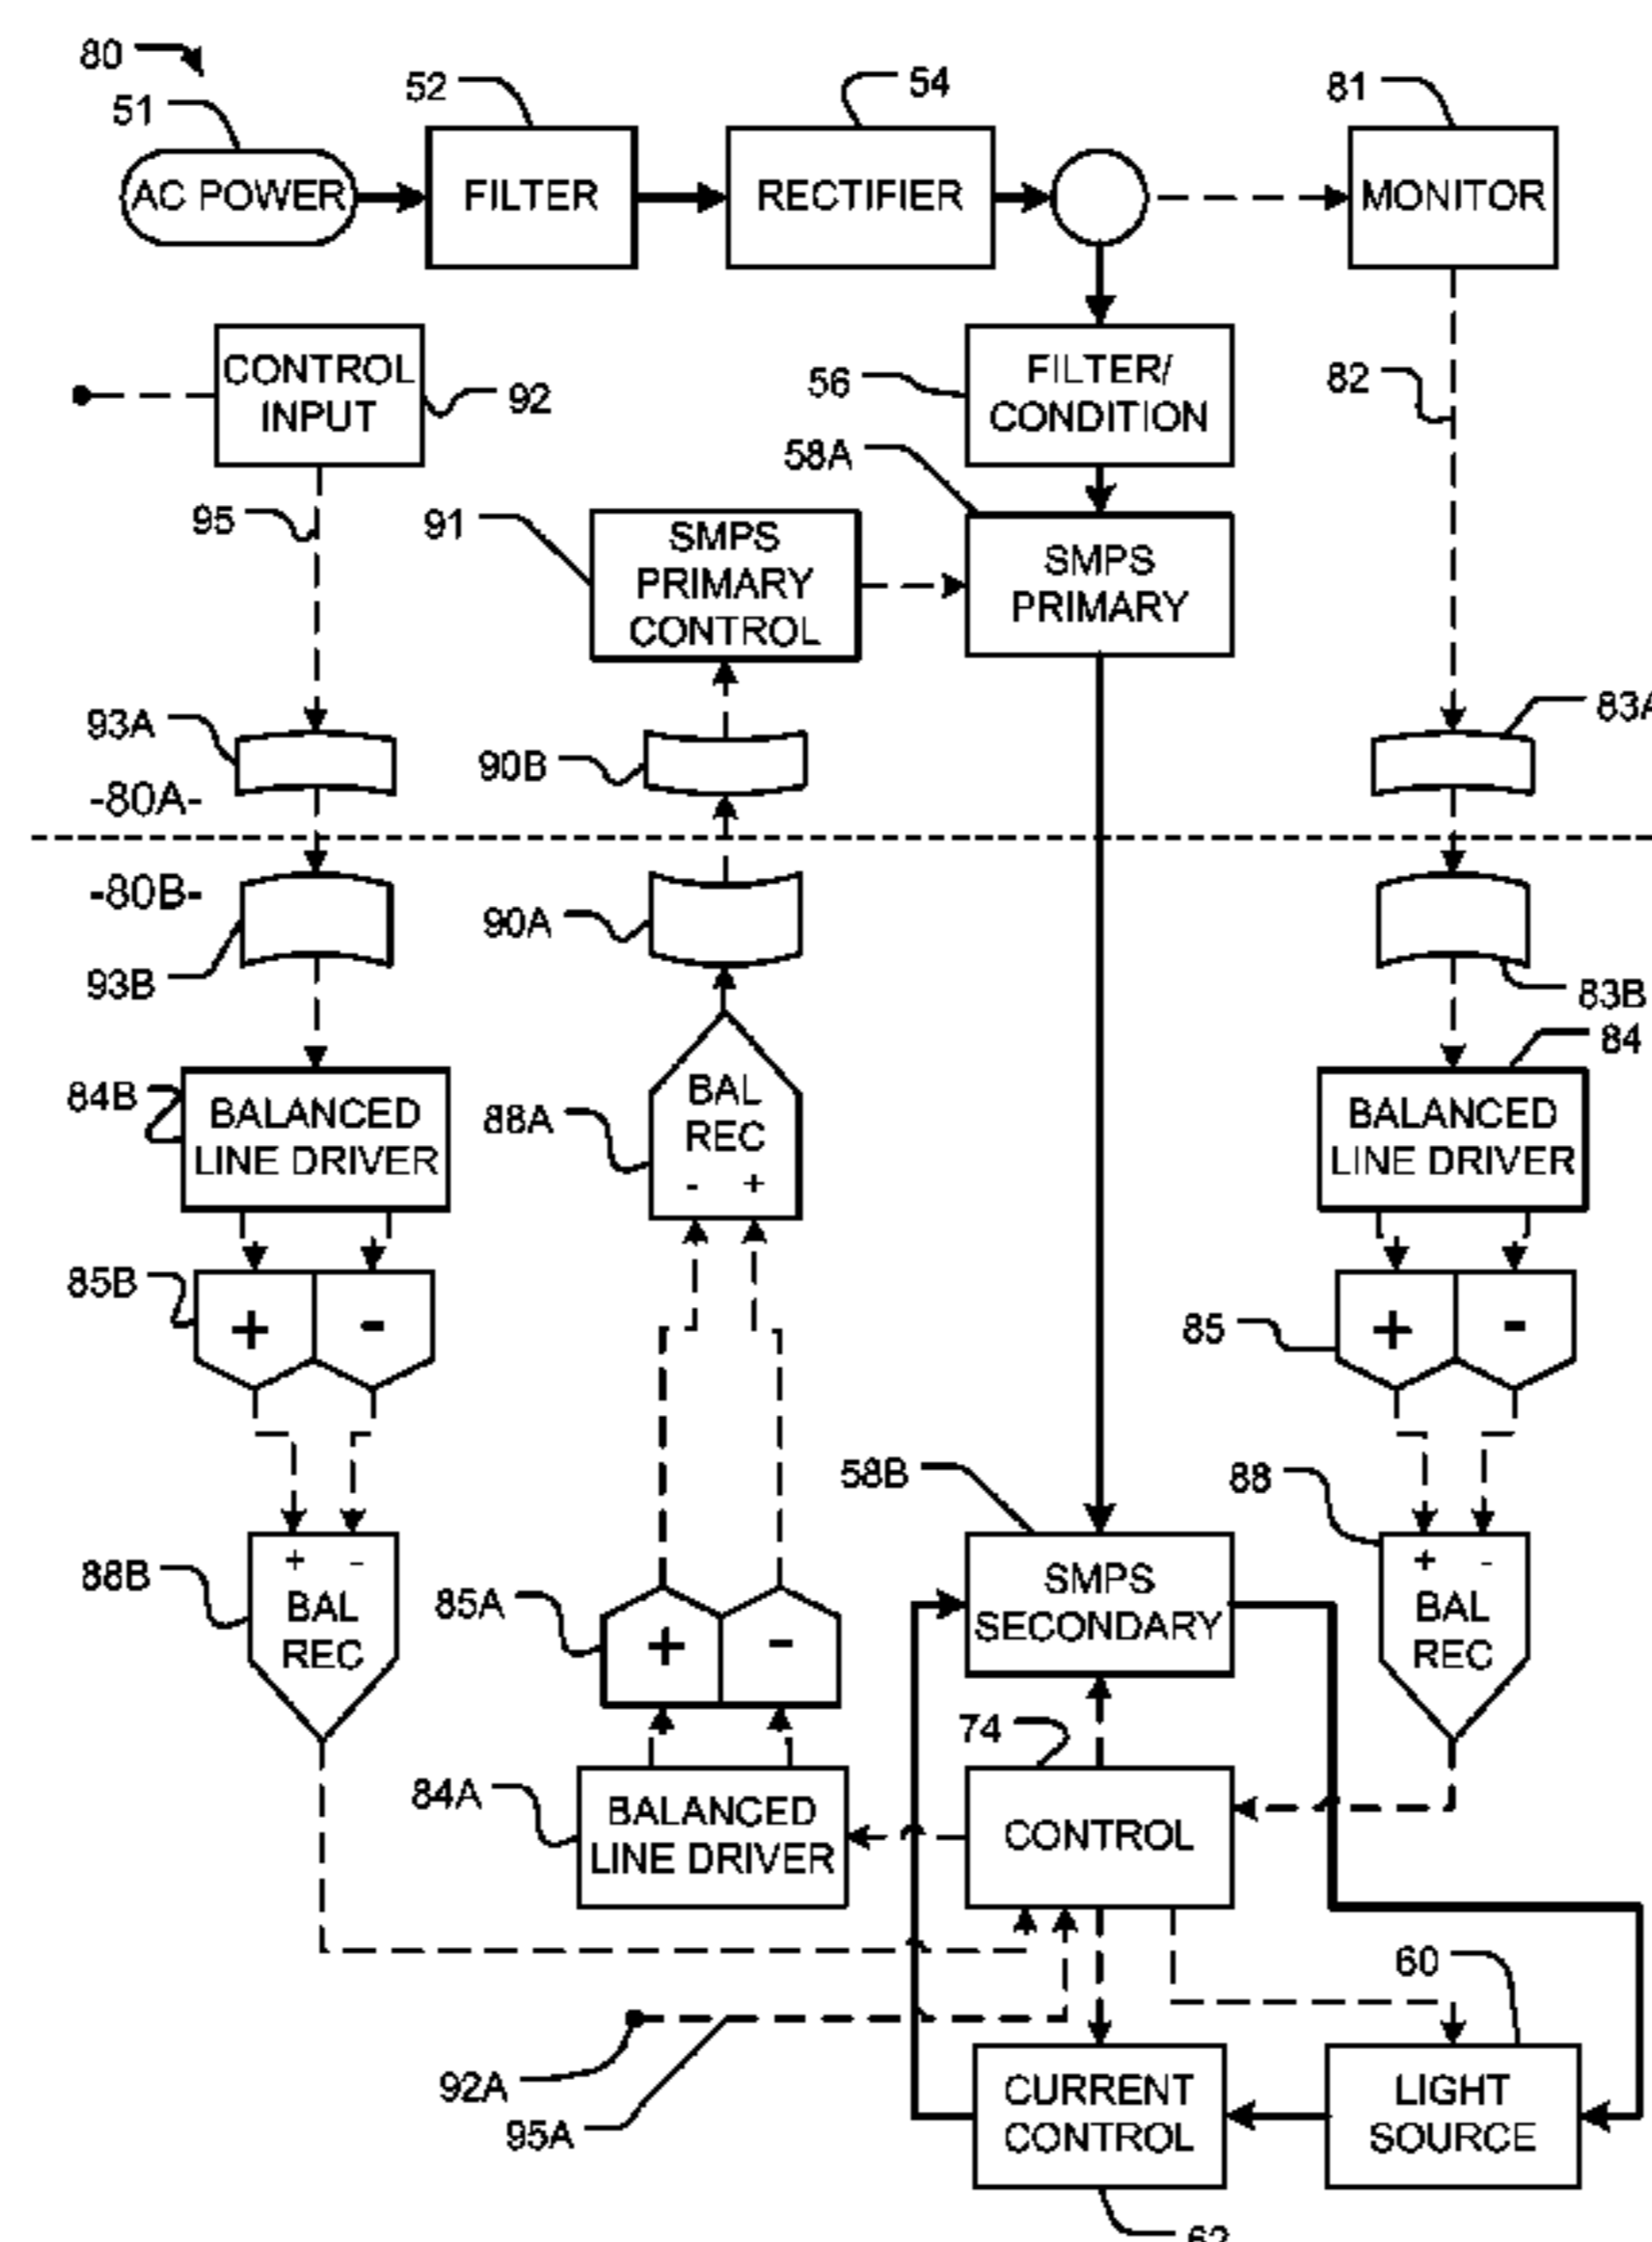 80
51
52
54
81
AC POWER
FILTER
RECTIFIER
MONITOR
CONTROL
INPUT
92
56
FILTER/
CONDITION
82
58A
95
91
SMPS
PRIMARY
CONTROL
SMPS
PRIMARY
93A
90B
83A
-80A-
-80B-
93B
90A
83B
84
84B
BALANCED
LINE DRIVER
88A
BAL
REC
- +
BALANCED
LINE DRIVER
85B
+ -
85
+ -
58B
88
88B
+ -
BAL
REC
85A
+ -
SMPS
SECONDARY
+ -
BAL
REC
74
84A
BALANCED
LINE DRIVER
CONTROL
60
92A
95A
CURRENT
CONTROL
LIGHT
SOURCE